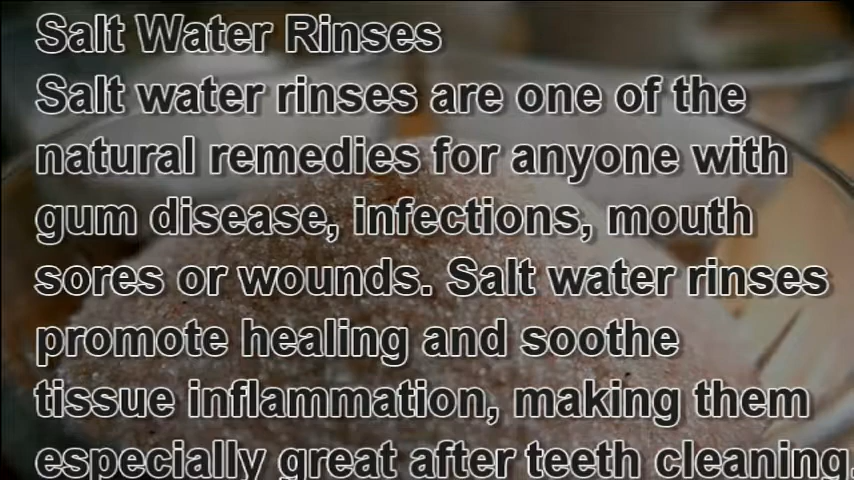 Salt Water Rinses
Salt water rinses are one of the
natural remedies for anyone with
gum disease, infections, mouth
sores or wounds. Salt water rinses
promote healing and soothe
tissue inflammation, making them
especially great after teeth cleaning.